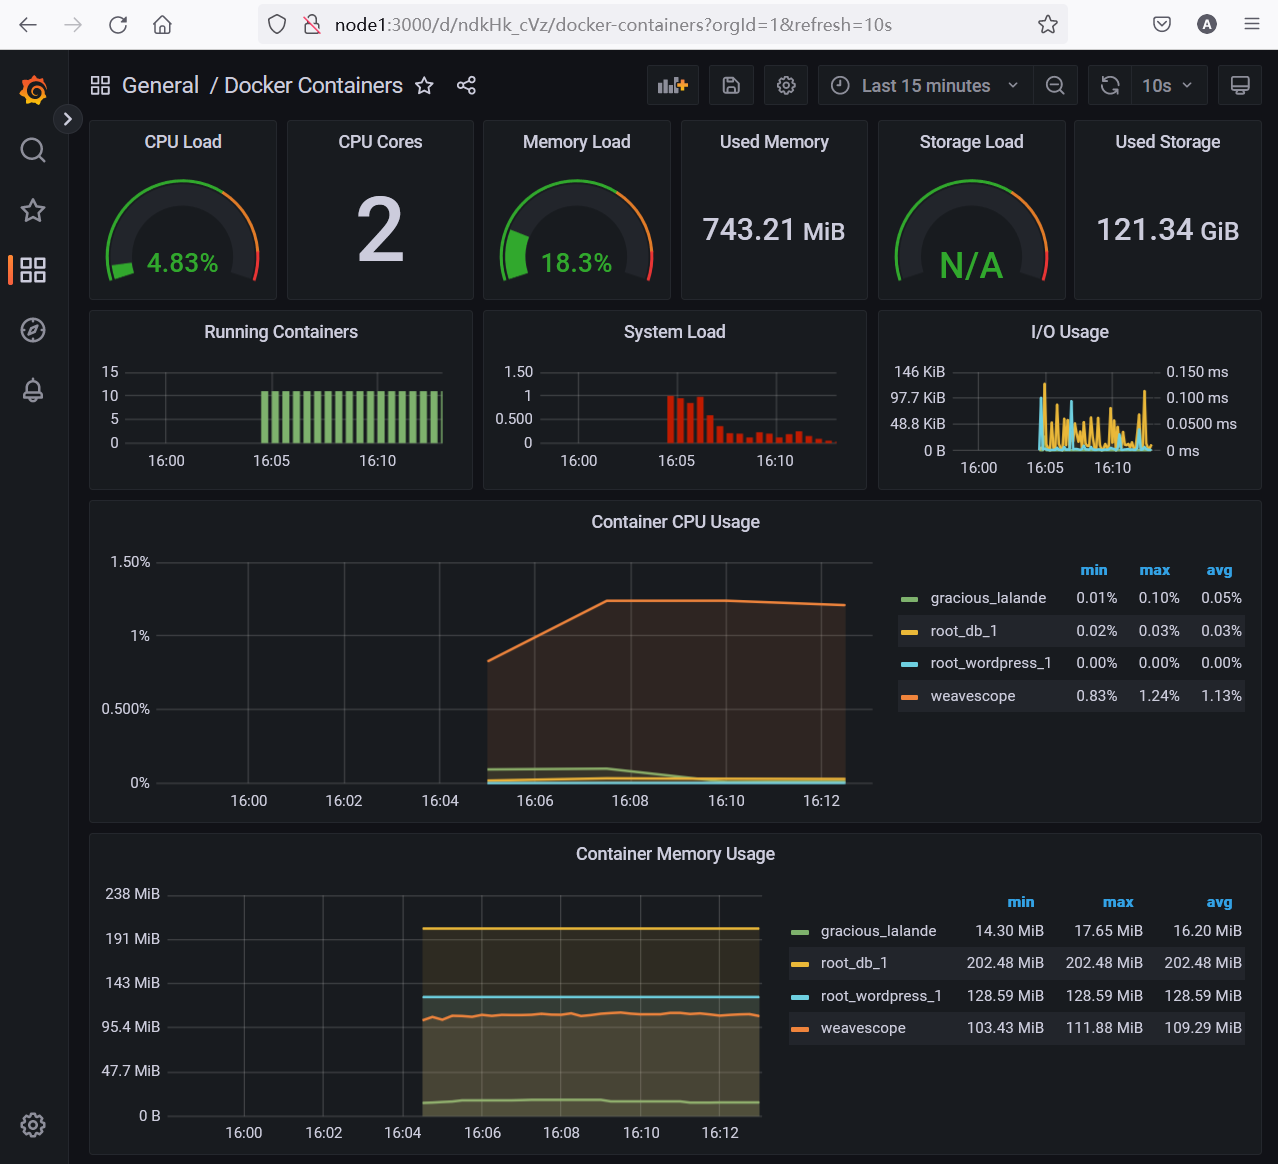 node1:3000/d/ndkHk_cVz/docker-containers?orgId=1&refresh=10s
A
General / Docker Containers
Last 15 minutes
10s
CPU Load
CPU Cores
Memory Load
Used Memory
Storage Load
Used Storage
4.83%
2
18.3%
743.21 MiB
N/A
121.34 GiB
Running Containers
15
10
5
0
16:00 16:05 16:10
System Load
1.50
1
0.500
0
16:00 16:05 16:10
I/O Usage
146 KiB 0.150 ms
97.7 KiB 0.100 ms
48.8 KiB 0.0500 ms
0 B 0 ms
16:00 16:05 16:10
Container CPU Usage
1.50%
1%
0.500%
0%
16:00 16:02 16:04 16:06 16:08 16:10 16:12
min max avg
gracious_lalande 0.01% 0.10% 0.05%
root_db_1 0.02% 0.03% 0.03%
root_wordpress_1 0.00% 0.00% 0.00%
weavescope 0.83% 1.24% 1.13%
Container Memory Usage
238 MiB
191 MiB
143 MiB
95.4 MiB
47.7 MiB
0 B
16:00 16:02 16:04 16:06 16:08 16:10 16:12
min max avg
gracious_lalande 14.30 MiB 17.65 MiB 16.20 MiB
root_db_1 202.48 MiB 202.48 MiB 202.48 MiB
root_wordpress_1 128.59 MiB 128.59 MiB 128.59 MiB
weavescope 103.43 MiB 111.88 MiB 109.29 MiB